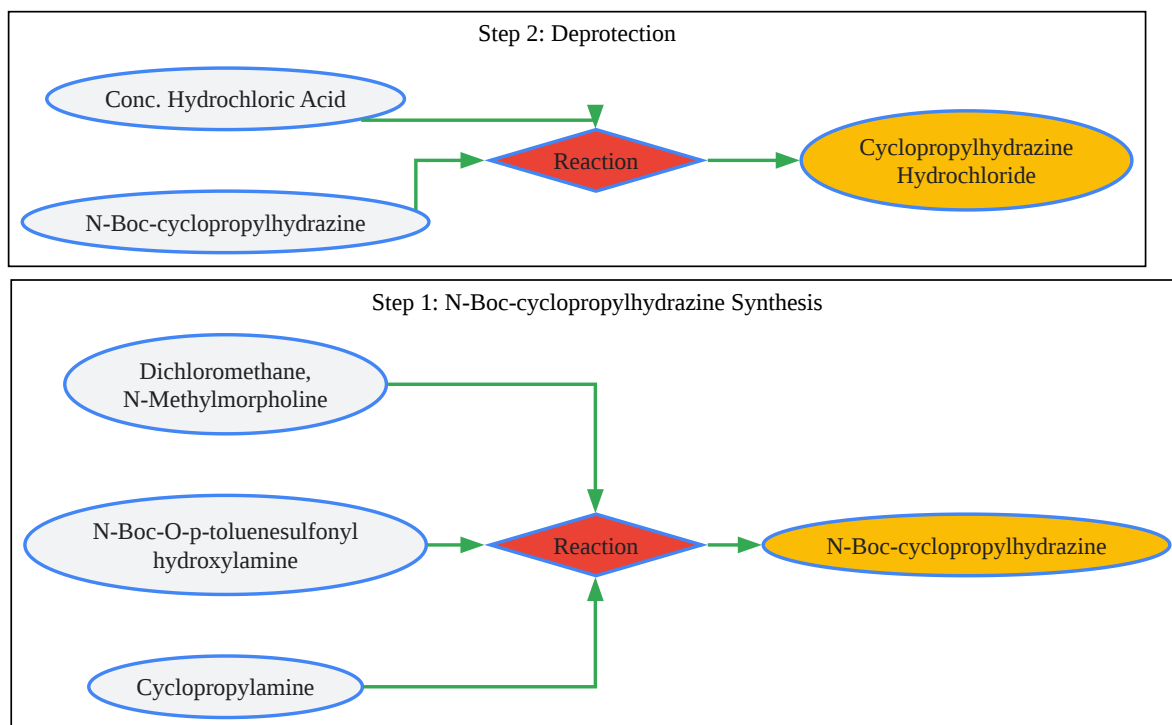 Step 2: Deprotection
Conc. Hydrochloric Acid
Reaction
Cyclopropylhydrazine
Hydrochloride
N-Boc-cyclopropylhydrazine
Step 1: N-Boc-cyclopropylhydrazine Synthesis
Dichloromethane,
N-Methylmorpholine
N-Boc-O-p-toluenesulfonyl
hydroxylamine
Reaction
N-Boc-cyclopropylhydrazine
Cyclopropylamine